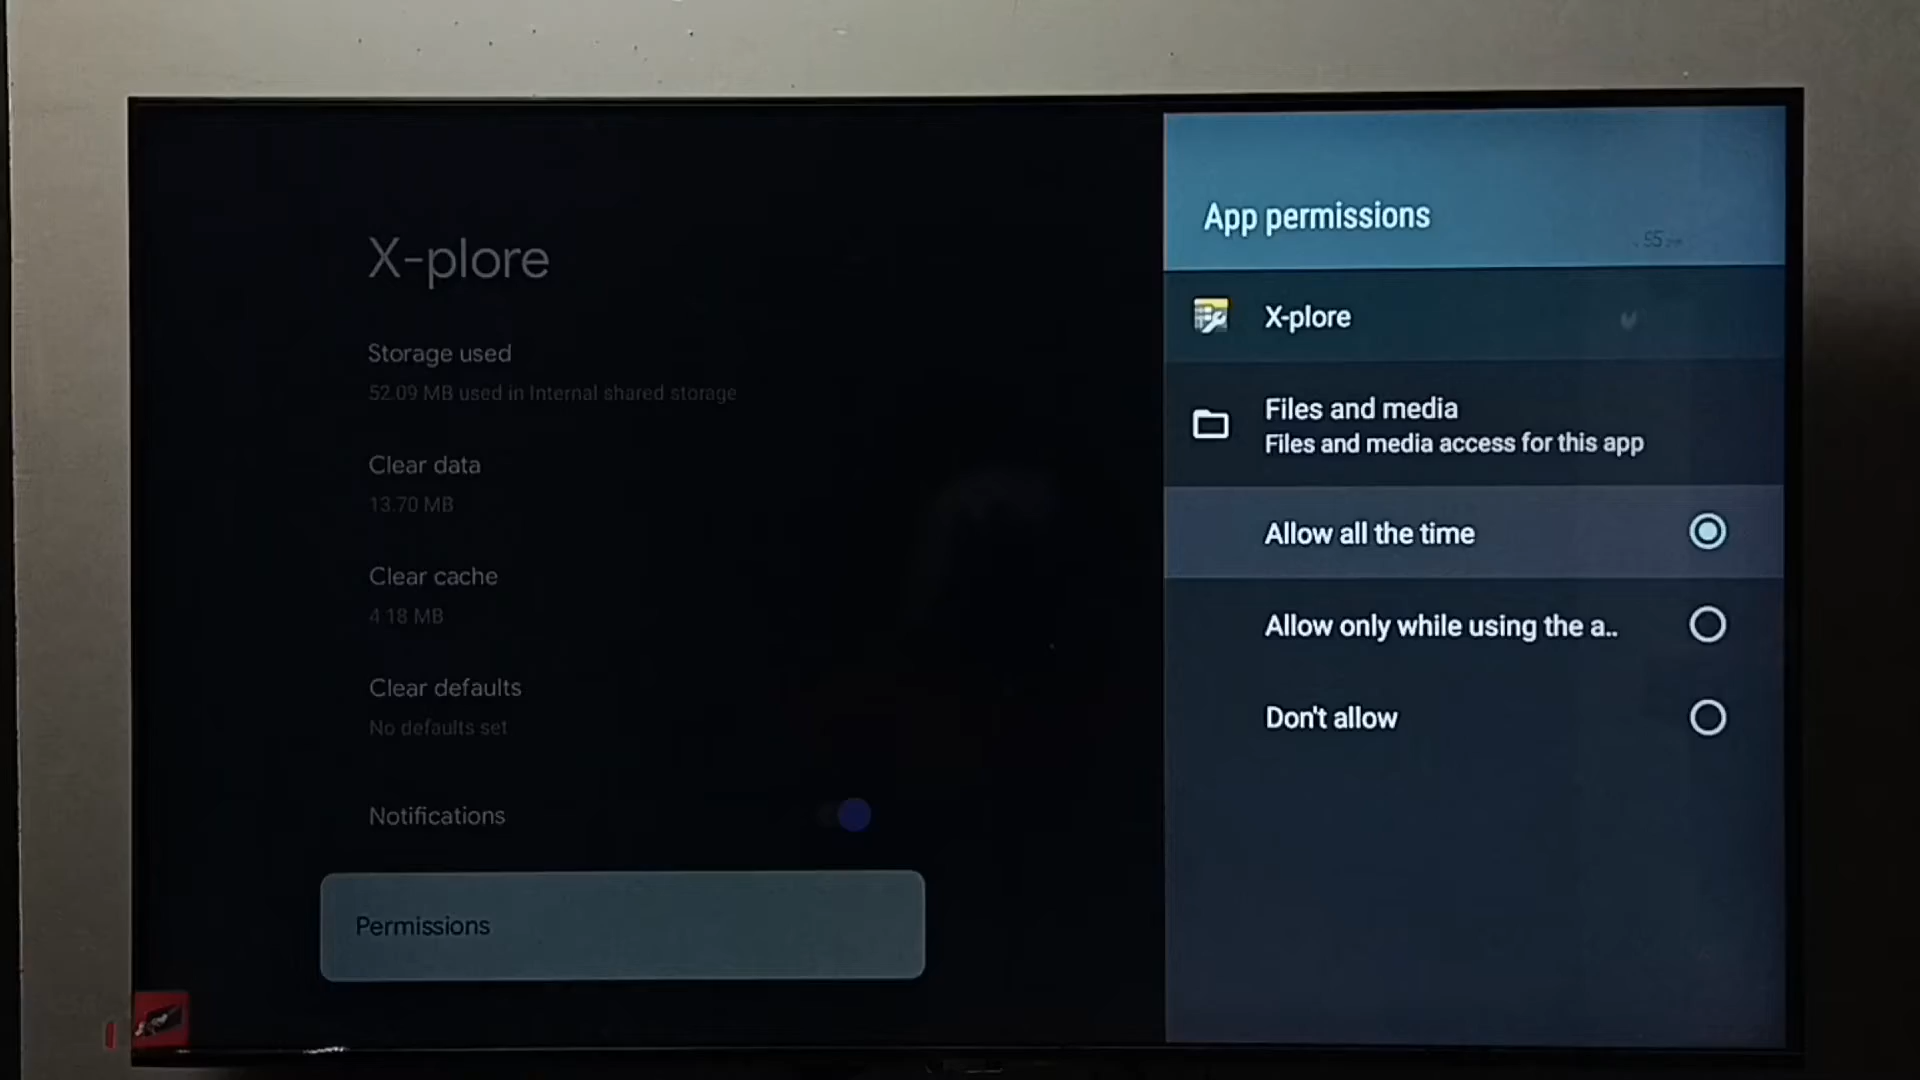 X-plore
Storage used
52.09 MB used in Internal shared storage
Clear data
13.70 MB
Clear cache
4.18 MB
Clear defaults
No defaults set
Notifications
Permissions
App permissions
X-plore
Files and media
Files and media access for this app
Allow all the time
Allow only while using the a..
Don't allow